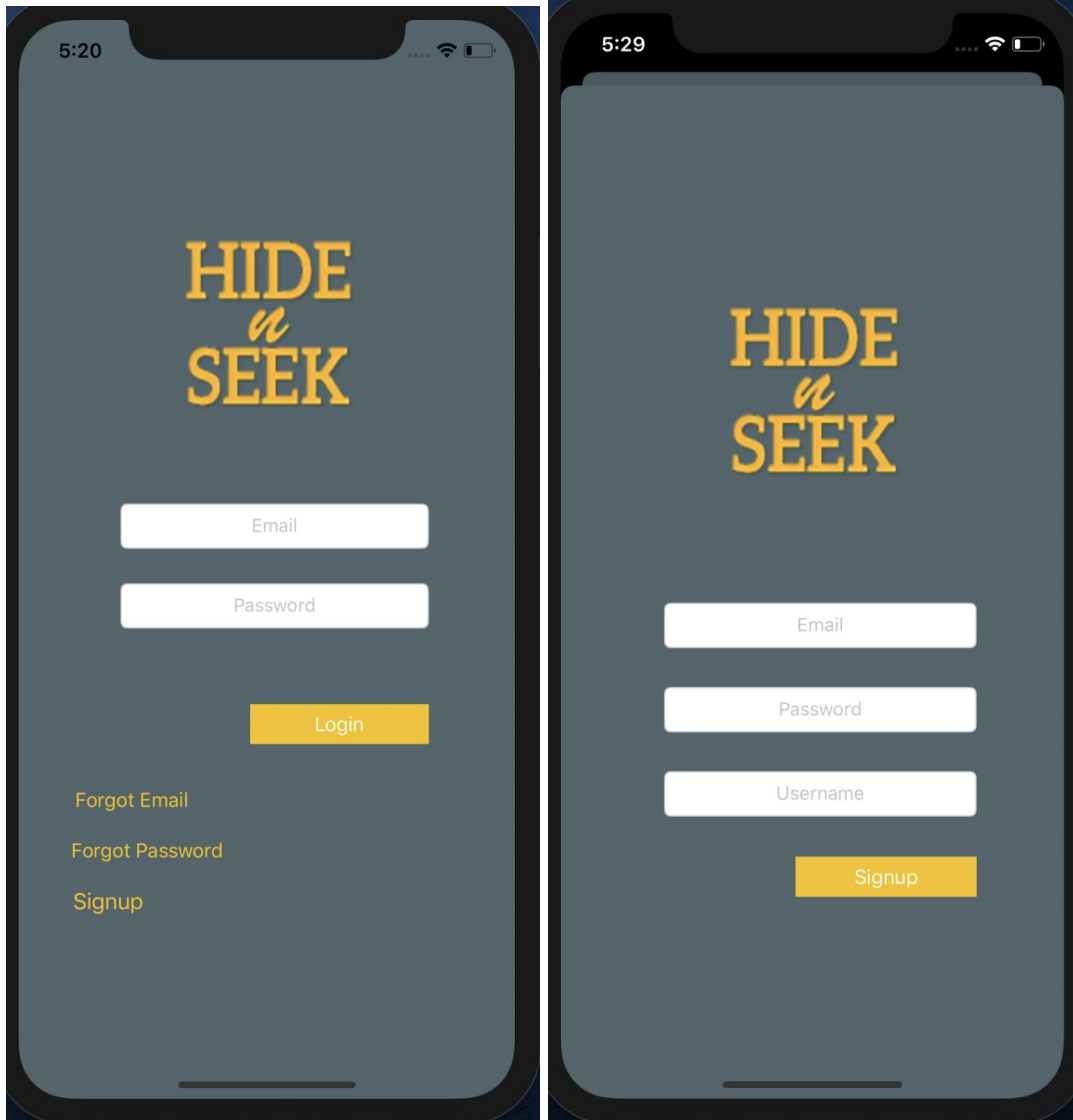 5:20
HIDE
n
SEEK
Email
Password
Login
Forgot Email
Forgot Password
Signup
5:29
HIDE
n
SEEK
Email
Password
Username
Signup